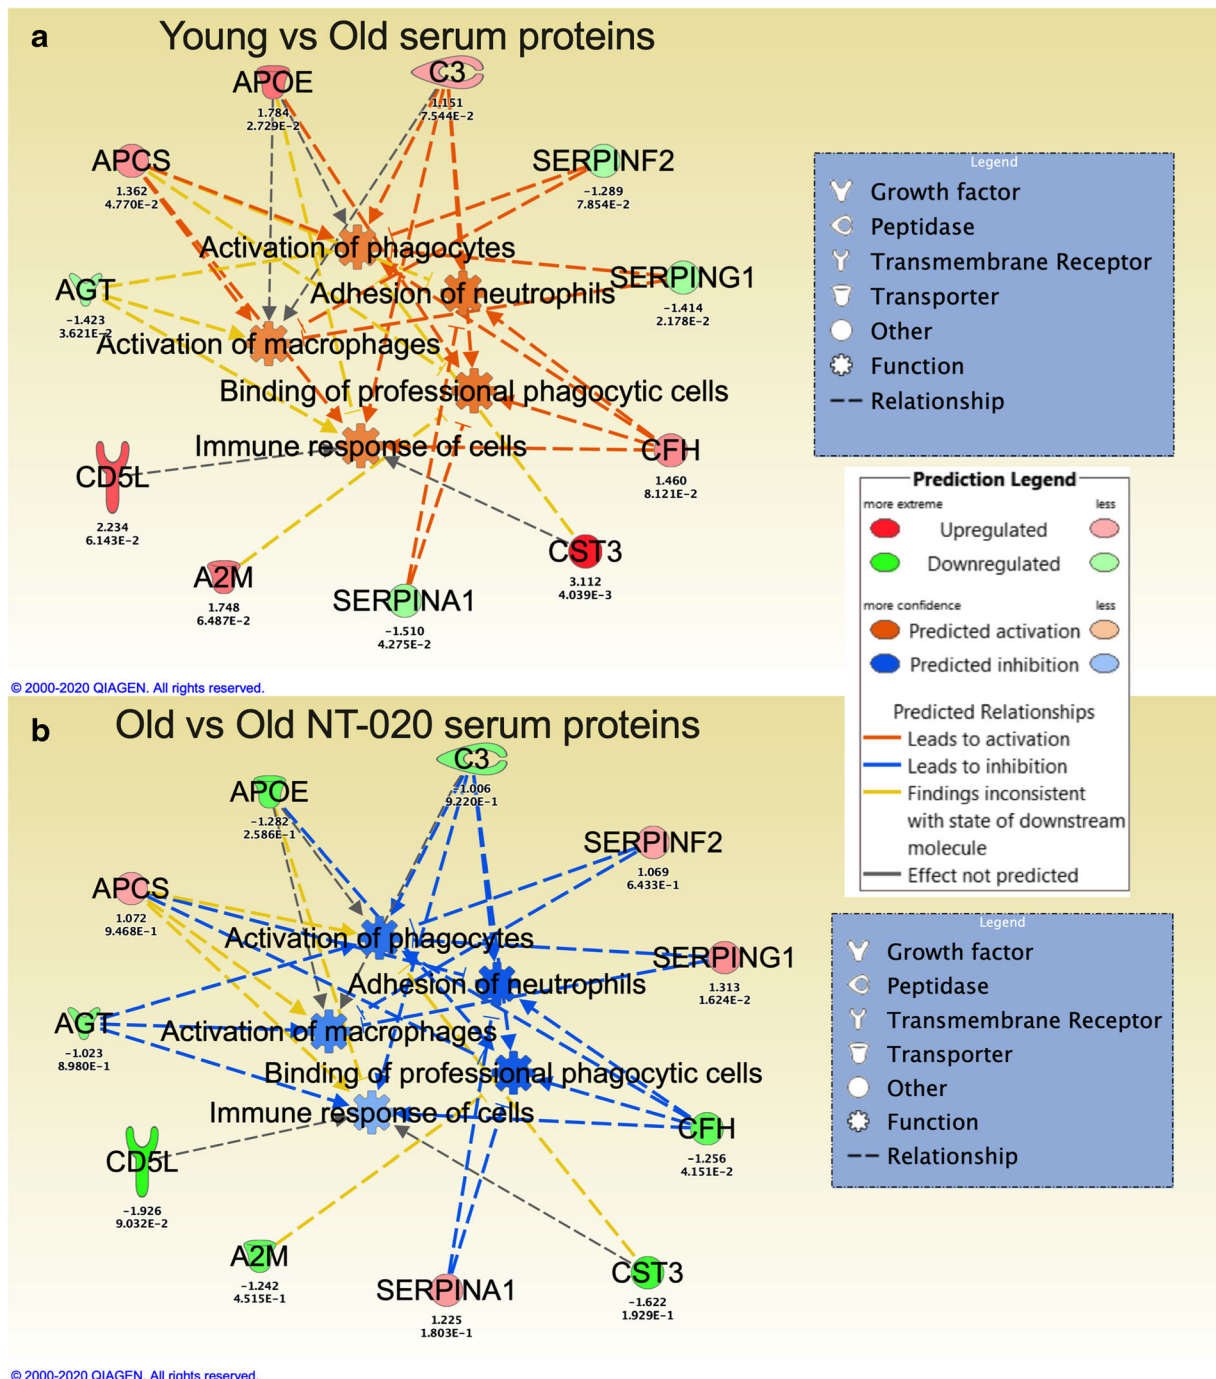 a
Young vs Old serum proteins
APOE
1.784
2.729E-2
C3
1.151
7.544E-2
APCS
1.362
4.770E-2
SERPINF2
-1.289
7.854E-2
Activation of phagocytes
AGT
-1.423
3.621E-2
Adhesion of neutrophils
SERPING1
-1.414
2.178E-2
Activation of macrophages
Binding of professional phagocytic cells
Immune response of cells
CFH
1.460
8.121E-2
CD5L
2.234
6.143E-2
A2M
1.748
6.487E-2
SERPINA1
-1.510
4.275E-2
CST3
3.112
4.039E-3
© 2000-2020 QIAGEN. All rights reserved.
Legend
Growth factor
Peptidase
Transmembrane Receptor
Transporter
Other
Function
Relationship
Prediction Legend
more extreme less
Upregulated
Downregulated
more confidence less
Predicted activation
Predicted inhibition
Predicted Relationships
Leads to activation
Leads to inhibition
Findings inconsistent
with state of downstream
molecule
Effect not predicted
b
Old vs Old NT-020 serum proteins
APOE
-1.282
2.586E-1
C3
-1.006
9.220E-1
APCS
1.072
9.468E-1
SERPINF2
1.069
6.433E-1
Activation of phagocytes
SERPING1
1.313
1.624E-2
Adhesion of neutrophils
AGT
-1.023
8.980E-1
Activation of macrophages
Binding of professional phagocytic cells
Immune response of cells
CFH
-1.256
4.151E-2
CD5L
-1.926
9.032E-2
A2M
-1.242
4.515E-1
SERPINA1
1.225
1.803E-1
CST3
-1.622
1.929E-1
Legend
Growth factor
Peptidase
Transmembrane Receptor
Transporter
Other
Function
Relationship
© 2000-2020 QIAGEN. All rights reserved.